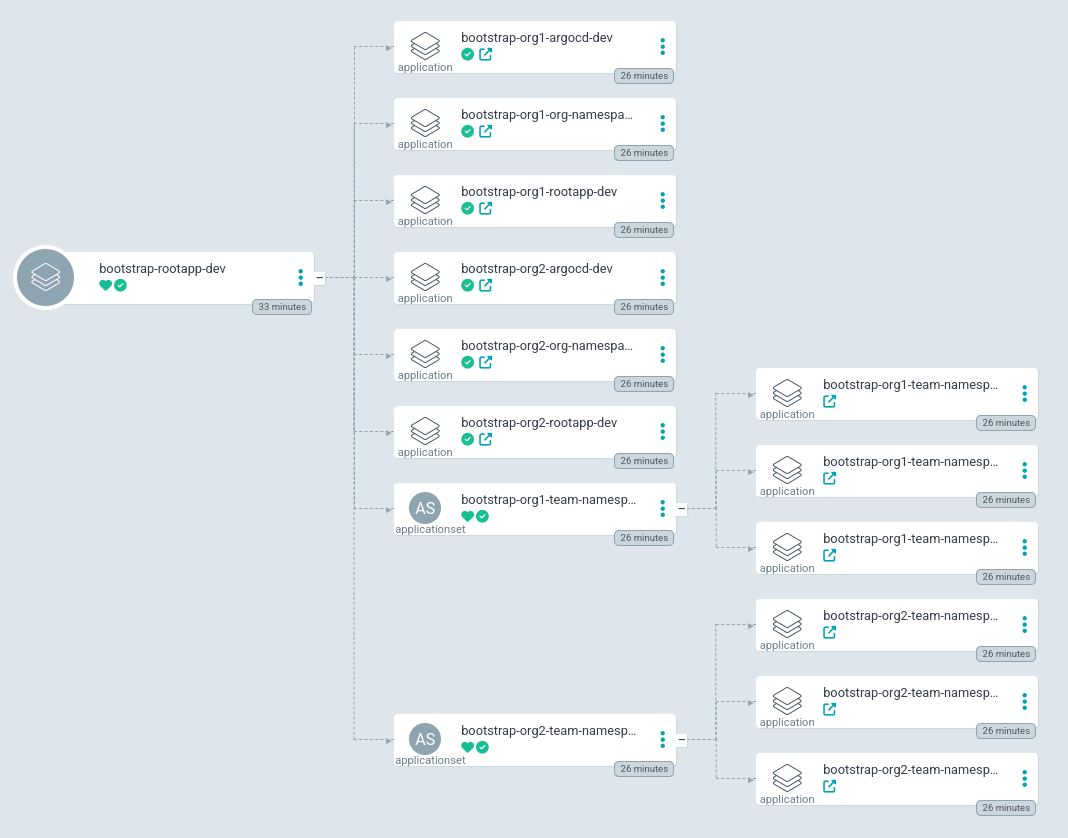 bootstrap-rootapp-dev
33 minutes
bootstrap-org1-argocd-dev
application
26 minutes
bootstrap-org1-org-namespa...
application
26 minutes
bootstrap-org1-rootapp-dev
application
26 minutes
bootstrap-org2-argocd-dev
application
26 minutes
bootstrap-org2-org-namespa...
application
26 minutes
bootstrap-org2-rootapp-dev
application
26 minutes
AS
bootstrap-org1-team-namesp...
applicationset
26 minutes
AS
bootstrap-org2-team-namesp...
applicationset
26 minutes
bootstrap-org1-team-namesp...
application
26 minutes
bootstrap-org1-team-namesp...
application
26 minutes
bootstrap-org1-team-namesp...
application
26 minutes
bootstrap-org2-team-namesp...
application
26 minutes
bootstrap-org2-team-namesp...
application
26 minutes
bootstrap-org2-team-namesp...
application
26 minutes